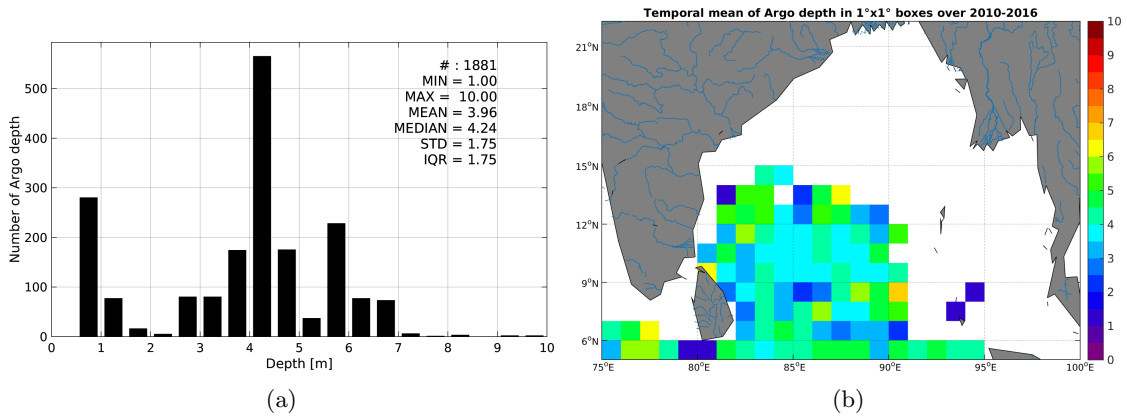 Number of Argo depth
500
400
300
200
100
0
# : 1881
MIN = 1.00
MAX = 10.00
MEAN = 3.96
MEDIAN = 4.24
STD = 1.75
IQR = 1.75
0 1 2 3 4 5 6 7 8 9 10
Depth [m]
(a)
Temporal mean of Argo depth in 1°x1° boxes over 2010-2016
21°N
18°N
15°N
12°N
9°N
6°N
75°E 80°E 85°E 90°E 95°E 100°E
10
9
8
7
6
5
4
3
2
1
0
(b)